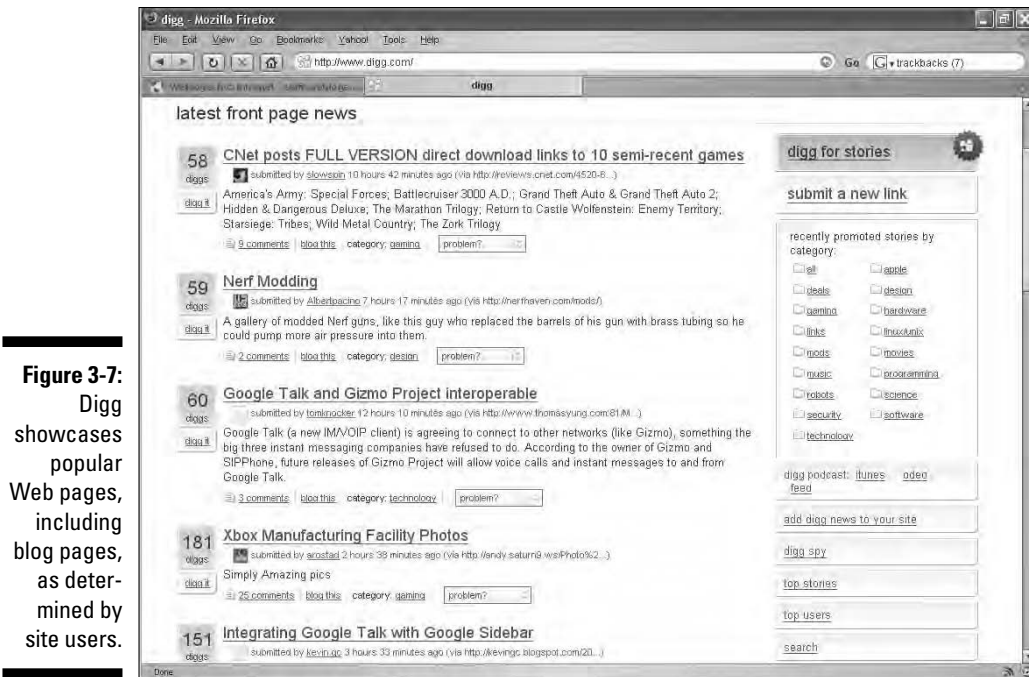 digg - Mozilla Firefox
File Edit View Go Bookmarks Yahoo! Tools Help
http://www.digg.com/
Go
trackbacks (7)
digg
latest front page news
58
diggs
digg it
CNet posts FULL VERSION direct download links to 10 semi-recent games
submitted by slowspin 10 hours 42 minutes ago (via http://reviews.cnet.com/4520-6...)
America's Army: Special Forces; Battlecruiser 3000 A.D.; Grand Theft Auto & Grand Theft Auto 2;
Hidden & Dangerous Deluxe; The Marathon Trilogy; Return to Castle Wolfenstein: Enemy Territory;
Starsiege: Tribes; Wild Metal Country; The Zork Trilogy
9 comments | blog this category: gaming problem?
59
diggs
digg it
Nerf Modding
submitted by Albertpacino 7 hours 17 minutes ago (via http://nerfhaven.com/mods/)
A gallery of modded Nerf guns, like this guy who replaced the barrels of his gun with brass tubing so he
could pump more air pressure into them.
2 comments | blog this category: design problem?
60
diggs
digg it
Google Talk and Gizmo Project interoperable
submitted by tomknocker 12 hours 10 minutes ago (via http://www.thomasyung.com:81/M...)
Google Talk (a new IM/VOIP client) is agreeing to connect to other networks (like Gizmo), something the
big three instant messaging companies have refused to do. According to the owner of Gizmo and
SIPPhone, future releases of Gizmo Project will allow voice calls and instant messages to and from
Google Talk.
3 comments | blog this category: technology problem?
181
diggs
digg it
Xbox Manufacturing Facility Photos
submitted by arostad 2 hours 38 minutes ago (via http://andy.saturn9.ws/Photo%2...)
Simply Amazing pics
25 comments | blog this category: gaming problem?
151
diggs
Integrating Google Talk with Google Sidebar
submitted by kevin.gc 3 hours 33 minutes ago (via http://kevingc.blogspot.com/20...)
digg for stories
submit a new link
recently promoted stories by
category:
all apple
deals design
gaming hardware
links linux/unix
mods movies
music programming
robots science
security software
technology
digg podcast: itunes odeo
feed
add digg news to your site
digg spy
top stories
top users
search
Done
Figure 3-7:
Digg
showcases
popular
Web pages,
including
blog pages,
as deter-
mined by
site users.